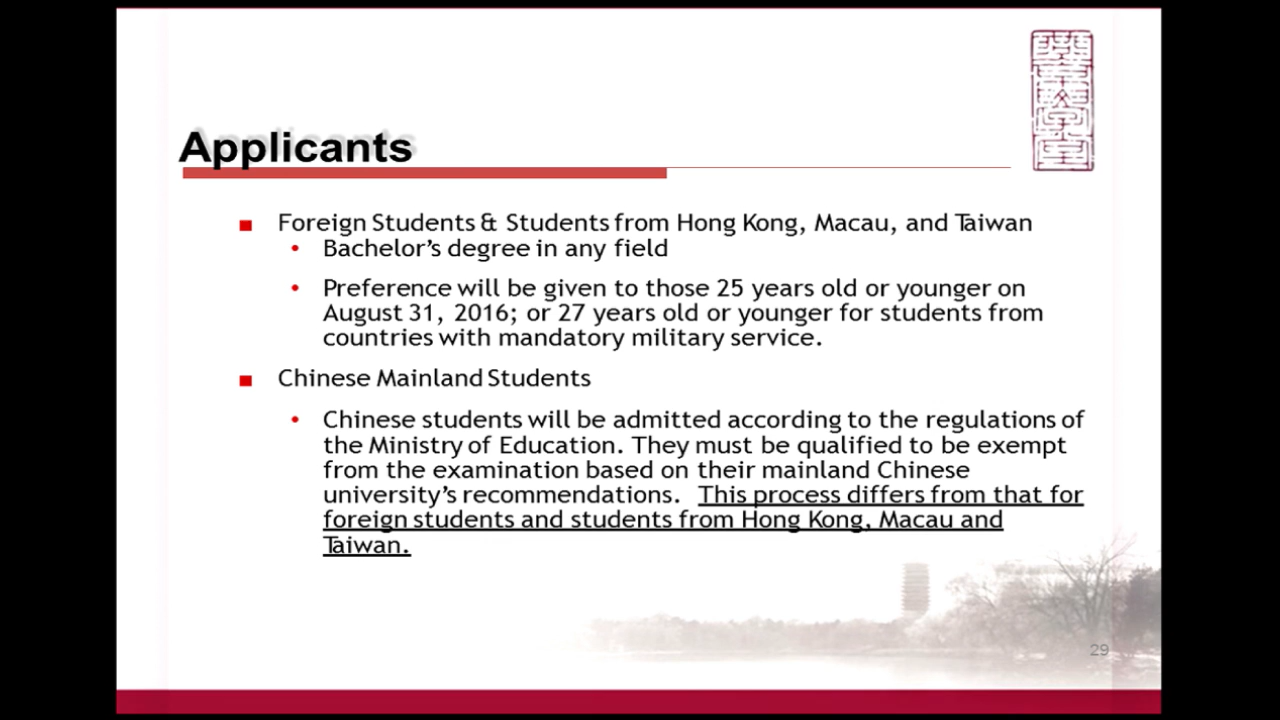 Applicants
Foreign Students & Students from Hong Kong, Macau, and Taiwan
Bachelor's degree in any field
Preference will be given to those 25 years old or younger on
August 31, 2016; or 27 years old or younger for students from
countries with mandatory military service.
Chinese Mainland Students
Chinese students will be admitted according to the regulations of
the Ministry of Education. They must be qualified to be exempt
from the examination based on their mainland Chinese
university's recommendations. This process differs from that for
foreign students and students from Hong Kong, Macau and
Taiwan.
29